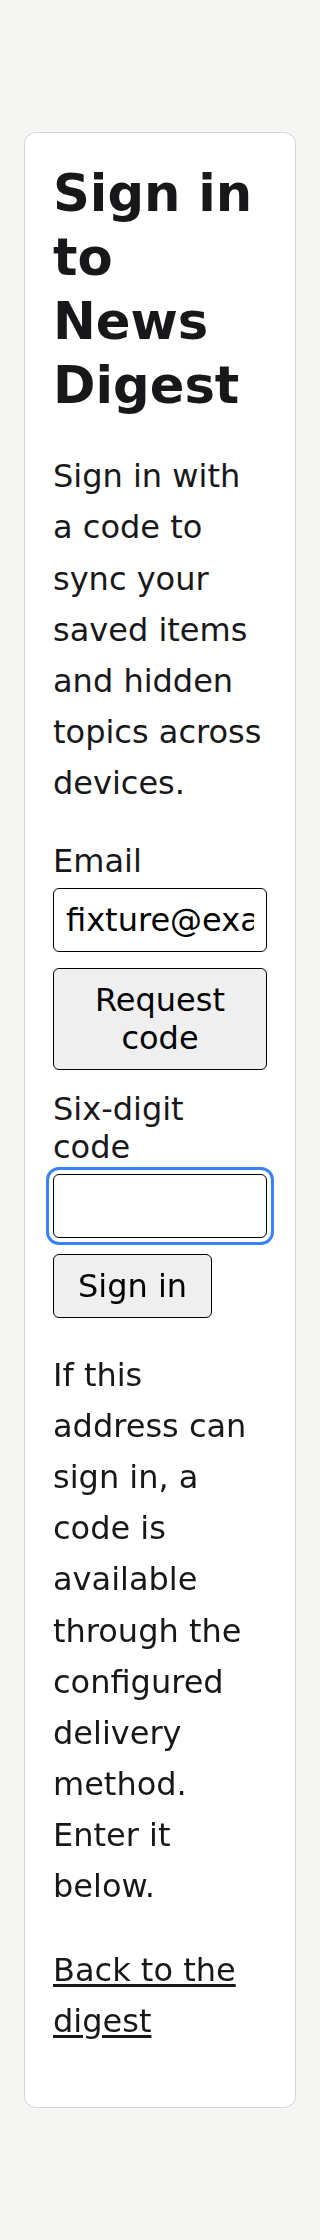 Sign in
to
News
Digest
Sign in with
a code to
sync your
saved items
and hidden
topics across
devices.
Email
fixture@exa
Request
code
Six-digit
code
Sign in
If this
address can
sign in, a
code is
available
through the
configured
delivery
method.
Enter it
below.
Back to the
digest